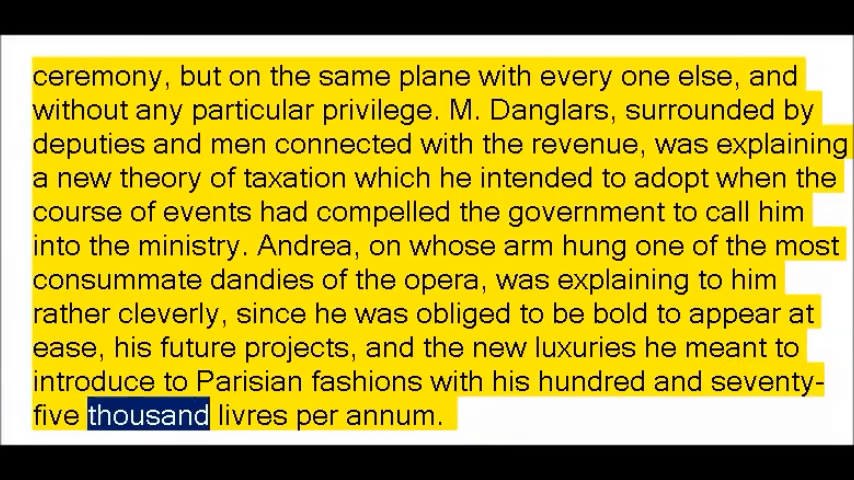 ceremony, but on the same plane with every one else, and
without any particular privilege. M. Danglars, surrounded by
deputies and men connected with the revenue, was explaining
a new theory of taxation which he intended to adopt when the
course of events had compelled the government to call him
into the ministry. Andrea, on whose arm hung one of the most
consummate dandies of the opera, was explaining to him
rather cleverly, since he was obliged to be bold to appear at
ease, his future projects, and the new luxuries he meant to
introduce to Parisian fashions with his hundred and seventy-
five thousand livres per annum.